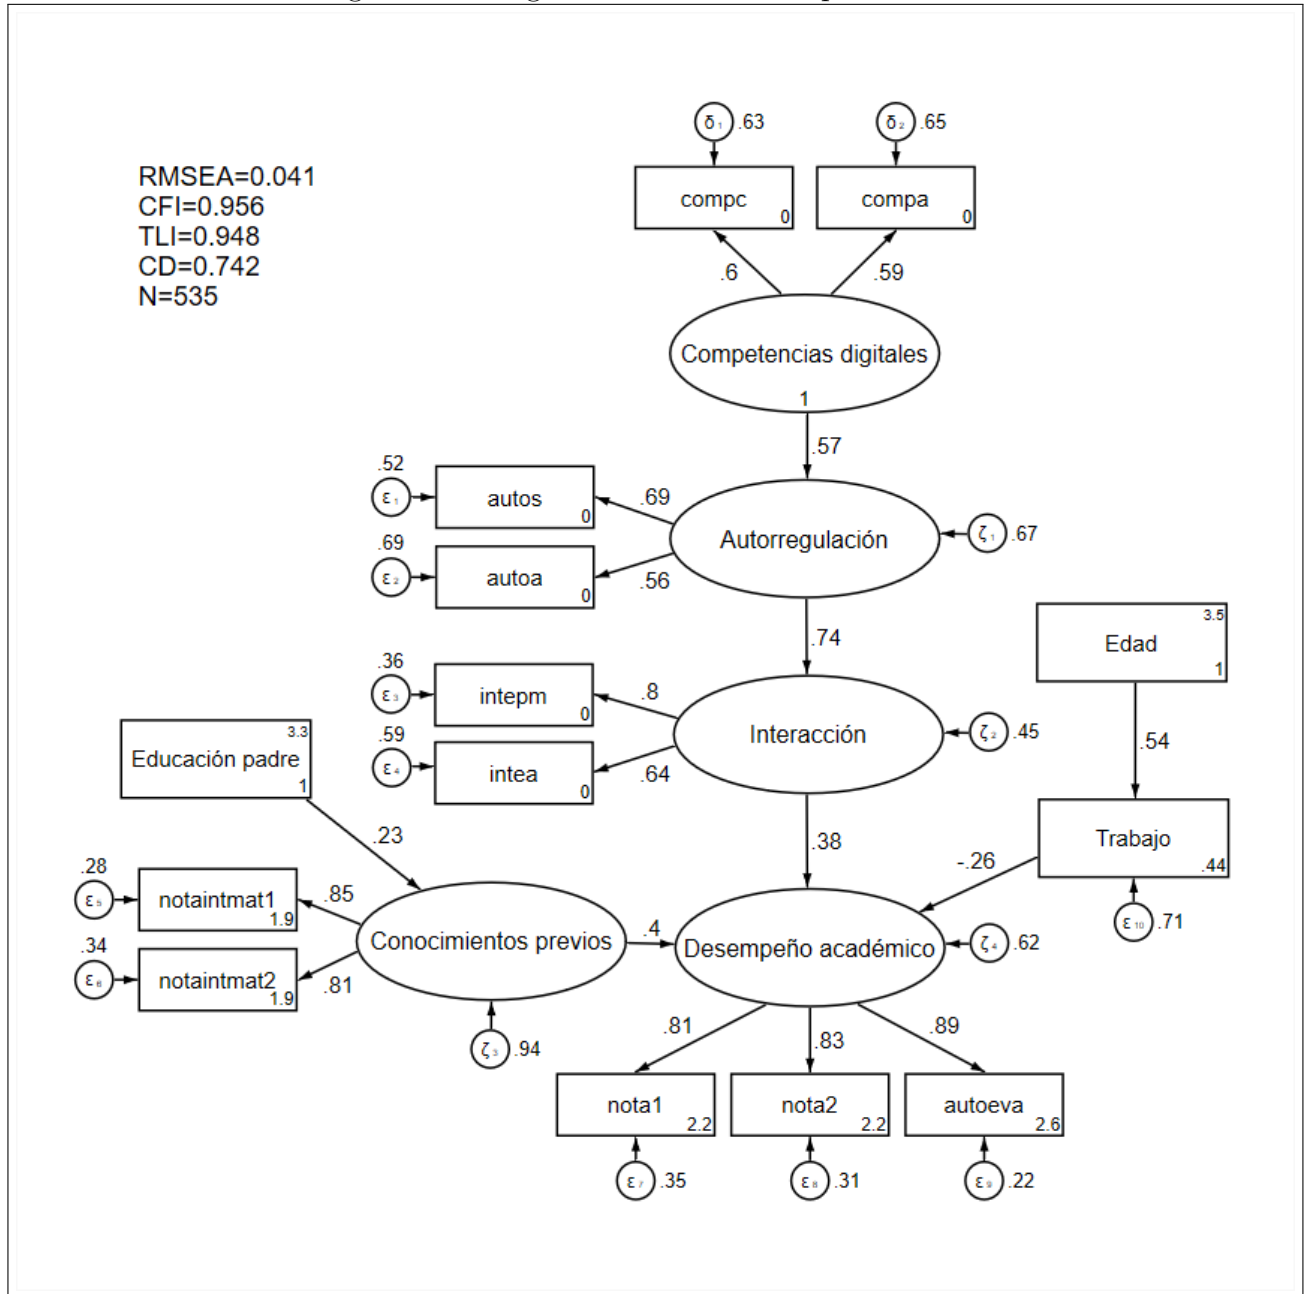 δ₁ .63
δ₂ .65
RMSEA=0.041
CFI=0.956
TLI=0.948
CD=0.742
N=535
compc 0
compa 0
.6
.59
Competencias digitales
1
.57
.52
ε₁
autos 0
.69
.69
ε₂
autoa 0
.56
Autorregulación
ζ₁ .67
.74
3.5
Edad
1
.36
ε₃
intepm 0
.8
.59
ε₄
intea 0
.64
Interacción
ζ₂ .45
.54
3.3
Educación padre
1
.23
.38
-.26
Trabajo
.44
ε₁₀ .71
.28
ε₅
notaintmat1
1.9
.85
.34
ε₆
notaintmat2
1.9
.81
Conocimientos previos
.4
Desempeño académico
ζ₄ .62
ζ₃ .94
.81
.83
.89
nota1
2.2
nota2
2.2
autoeva
2.6
ε₇ .35
ε₈ .31
ε₉ .22